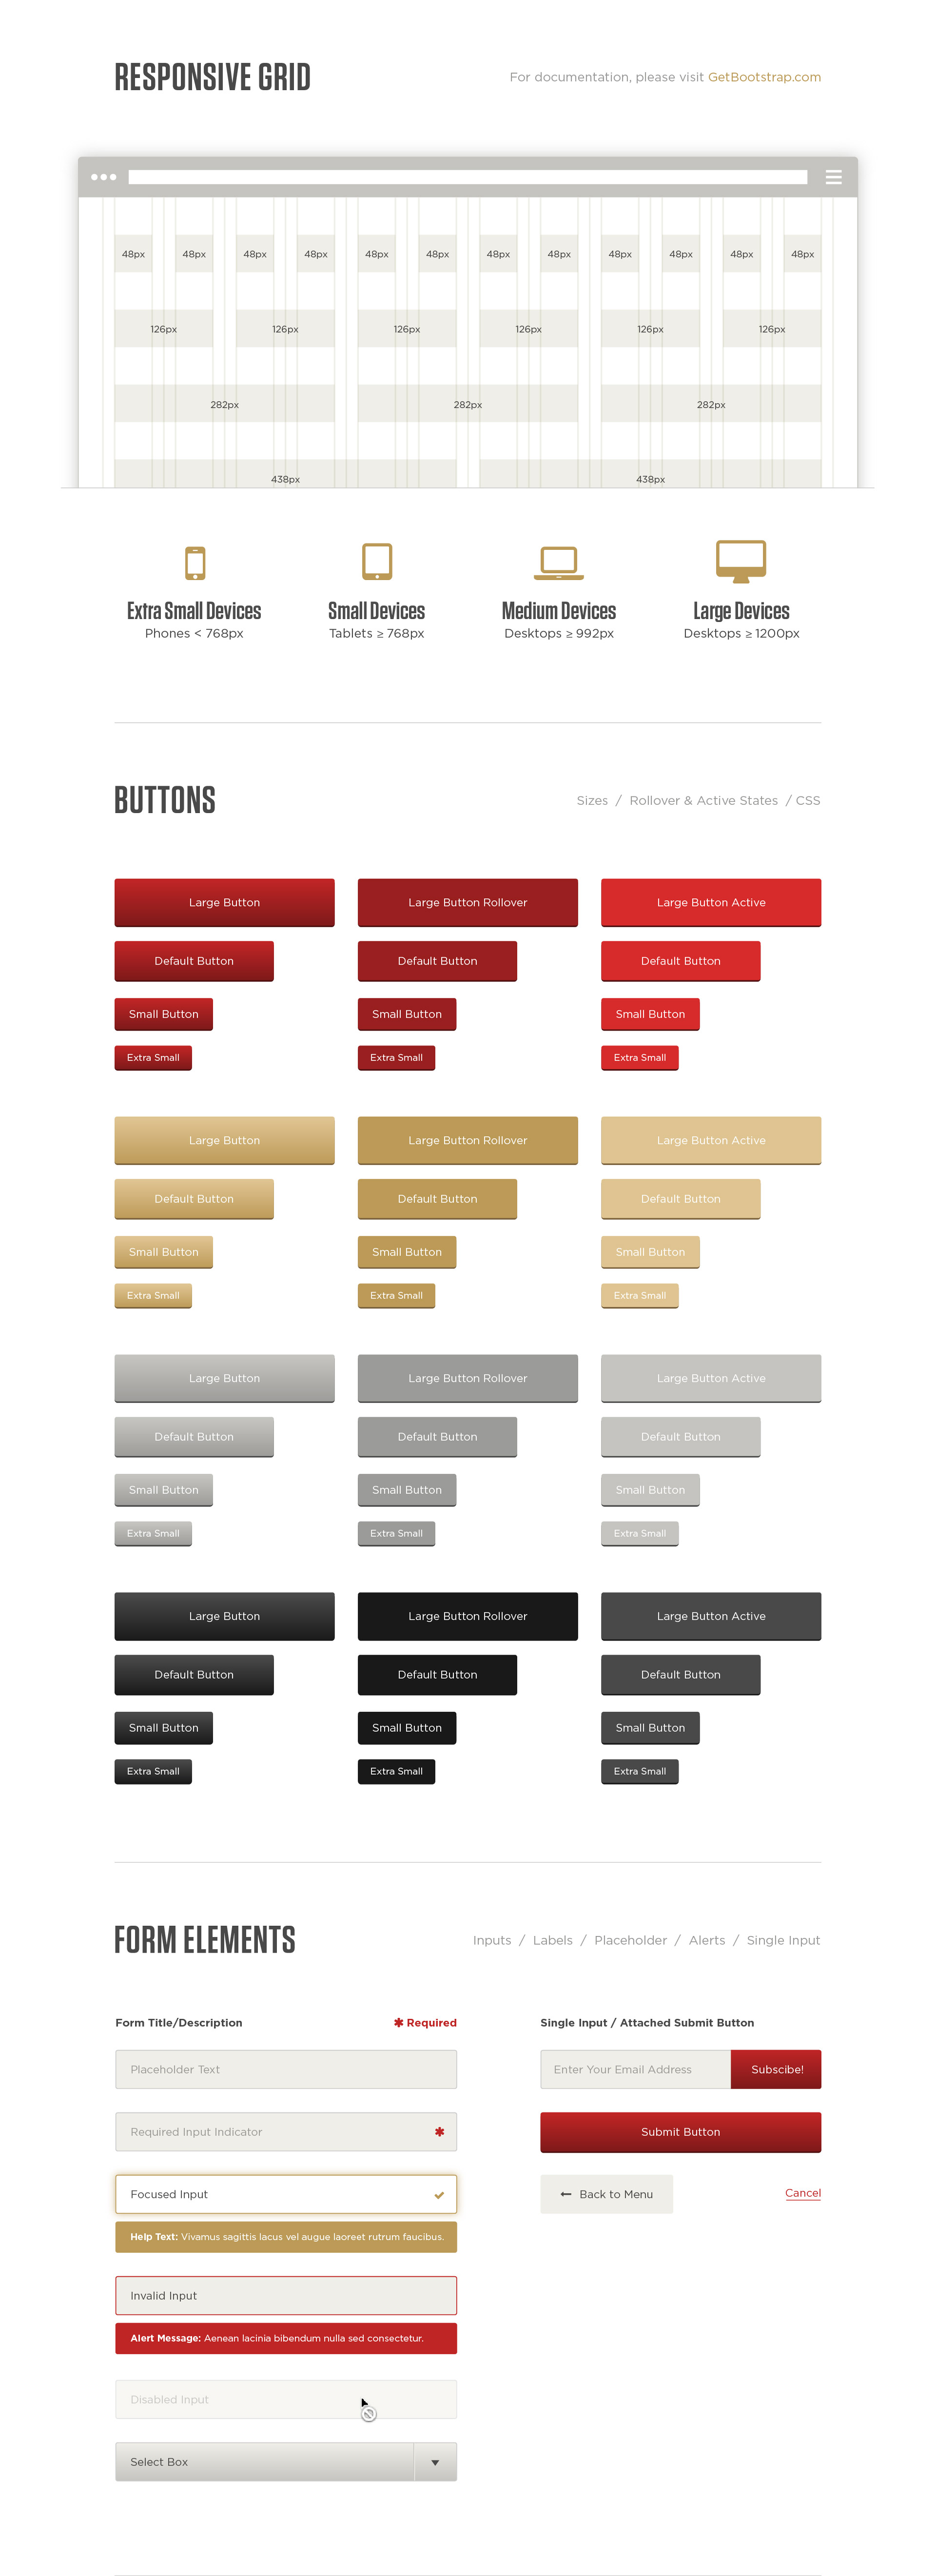 RESPONSIVE GRID
For documentation, please visit GetBootstrap.com
48px 48px 48px 48px 48px 48px 48px 48px 48px 48px 48px 48px
126px 126px 126px 126px 126px 126px
282px 282px 282px
438px 438px
Extra Small Devices Small Devices Medium Devices Large Devices
Phones < 768px Tablets ≥ 768px Desktops ≥ 992px Desktops ≥ 1200px
BUTTONS
Sizes / Rollover & Active States / CSS
Large Button Large Button Rollover Large Button Active
Default Button Default Button Default Button
Small Button Small Button Small Button
Extra Small Extra Small Extra Small
Large Button Large Button Rollover Large Button Active
Default Button Default Button Default Button
Small Button Small Button Small Button
Extra Small Extra Small Extra Small
Large Button Large Button Rollover Large Button Active
Default Button Default Button Default Button
Small Button Small Button Small Button
Extra Small Extra Small Extra Small
Large Button Large Button Rollover Large Button Active
Default Button Default Button Default Button
Small Button Small Button Small Button
Extra Small Extra Small Extra Small
FORM ELEMENTS
Inputs / Labels / Placeholder / Alerts / Single Input
Form Title/Description
✱ Required
Placeholder Text
Required Input Indicator ✱
Focused Input
Help Text: Vivamus sagittis lacus vel augue laoreet rutrum faucibus.
Invalid Input
Alert Message: Aenean lacinia bibendum nulla sed consectetur.
Disabled Input
Select Box
Single Input / Attached Submit Button
Enter Your Email Address Subscibe!
Submit Button
Back to Menu
Cancel